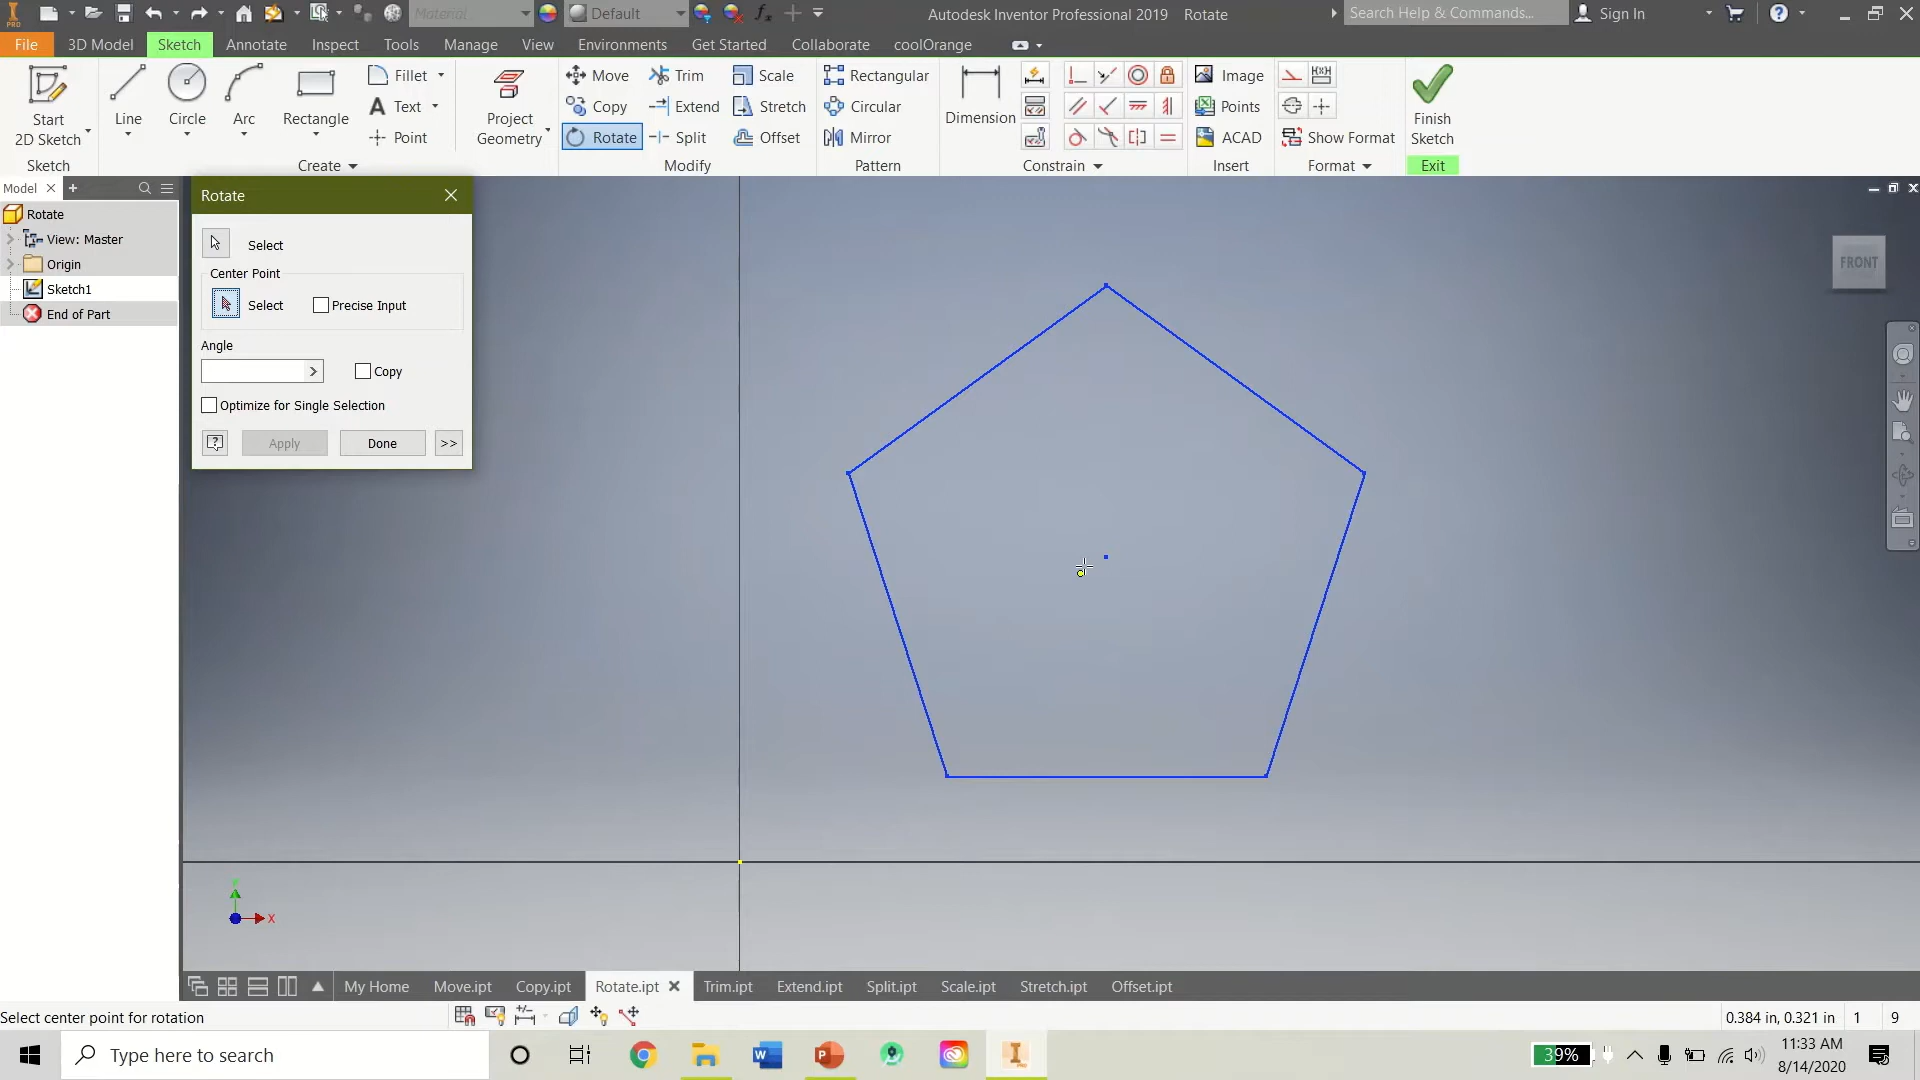 Material
Default
Autodesk Inventor Professional 2019 Rotate
Search Help & Commands...
Sign In
File 3D Model Sketch Annotate Inspect Tools Manage View Environments Get Started Collaborate coolOrange
Start
2D Sketch
Line
Circle
Arc
Rectangle
Fillet
Text
Point
Project
Geometry
Move
Copy
Rotate
Trim
Extend
Split
Scale
Stretch
Offset
Rectangular
Circular
Mirror
Dimension
Image
Points
ACAD
Show Format
Finish
Sketch
Sketch Create Modify Pattern Constrain Insert Format Exit
Model
Rotate
View: Master
Origin
Sketch1
End of Part
Rotate
Select
Center Point
Select Precise Input
Angle
Copy
Optimize for Single Selection
Apply Done >>
FRONT
Y
X
My Home Move.ipt Copy.ipt Rotate.ipt Trim.ipt Extend.ipt Split.ipt Scale.ipt Stretch.ipt Offset.ipt
Select center point for rotation
0.384 in, 0.321 in 1 9
Type here to search
39%
11:33 AM
8/14/2020